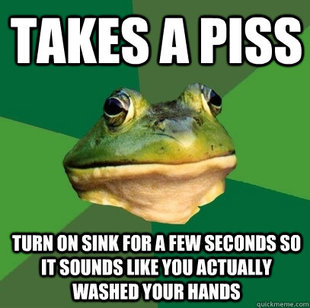 TAKES A PISS
TURN ON SINK FOR A FEW SECONDS SO
IT SOUNDS LIKE YOU ACTUALLY
WASHED YOUR HANDS
quickmeme.com